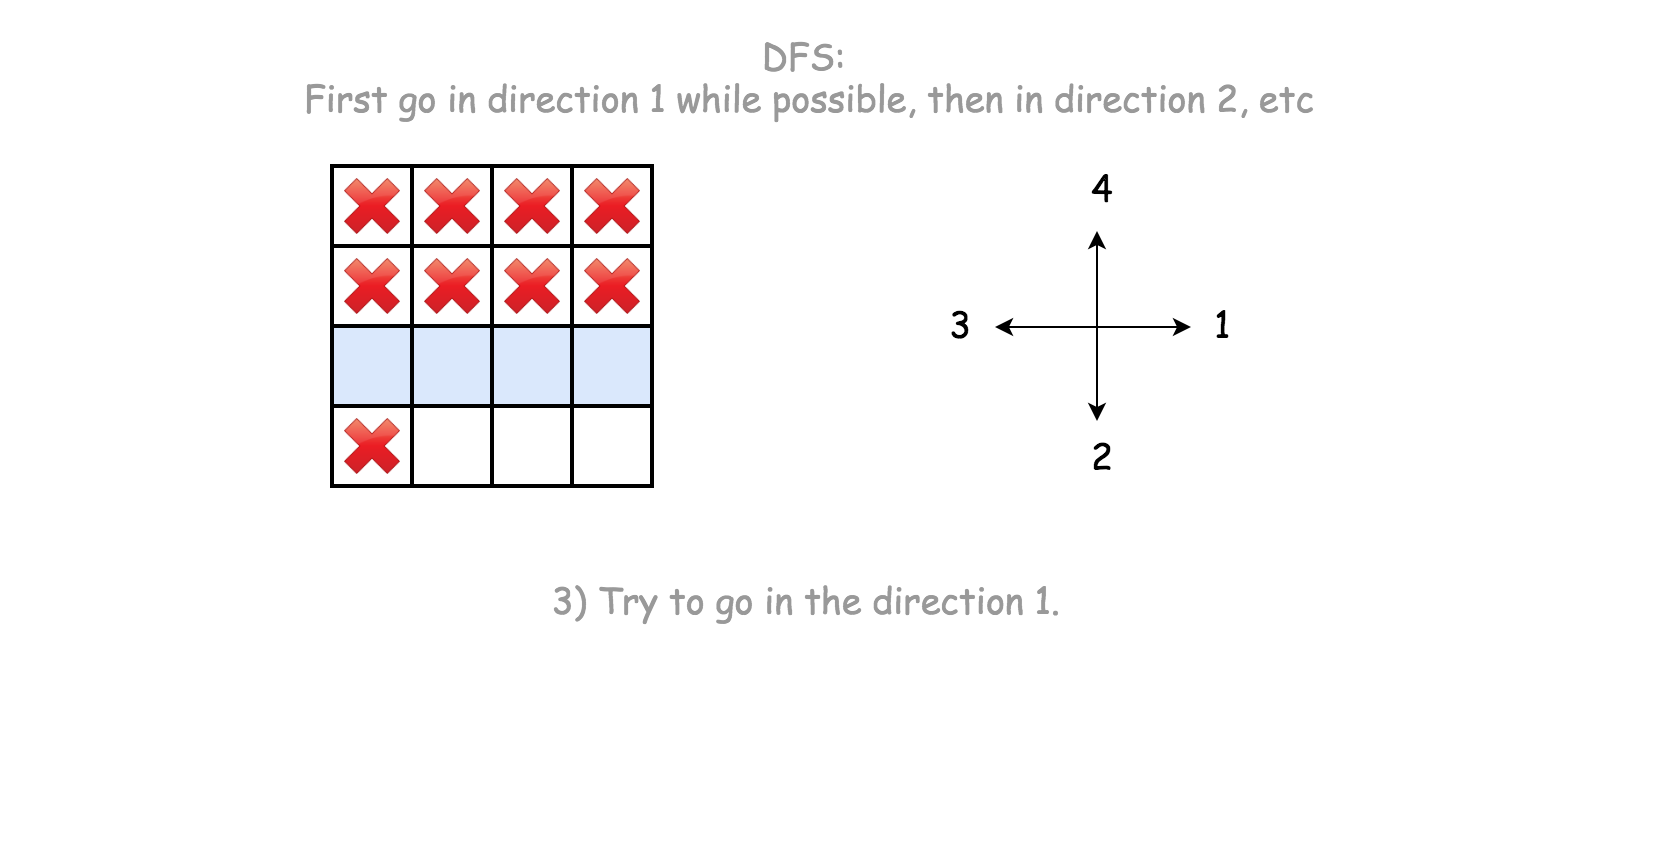 DFS:
First go in direction 1 while possible, then in direction 2, etc
4
3
1
2
3) Try to go in the direction 1.